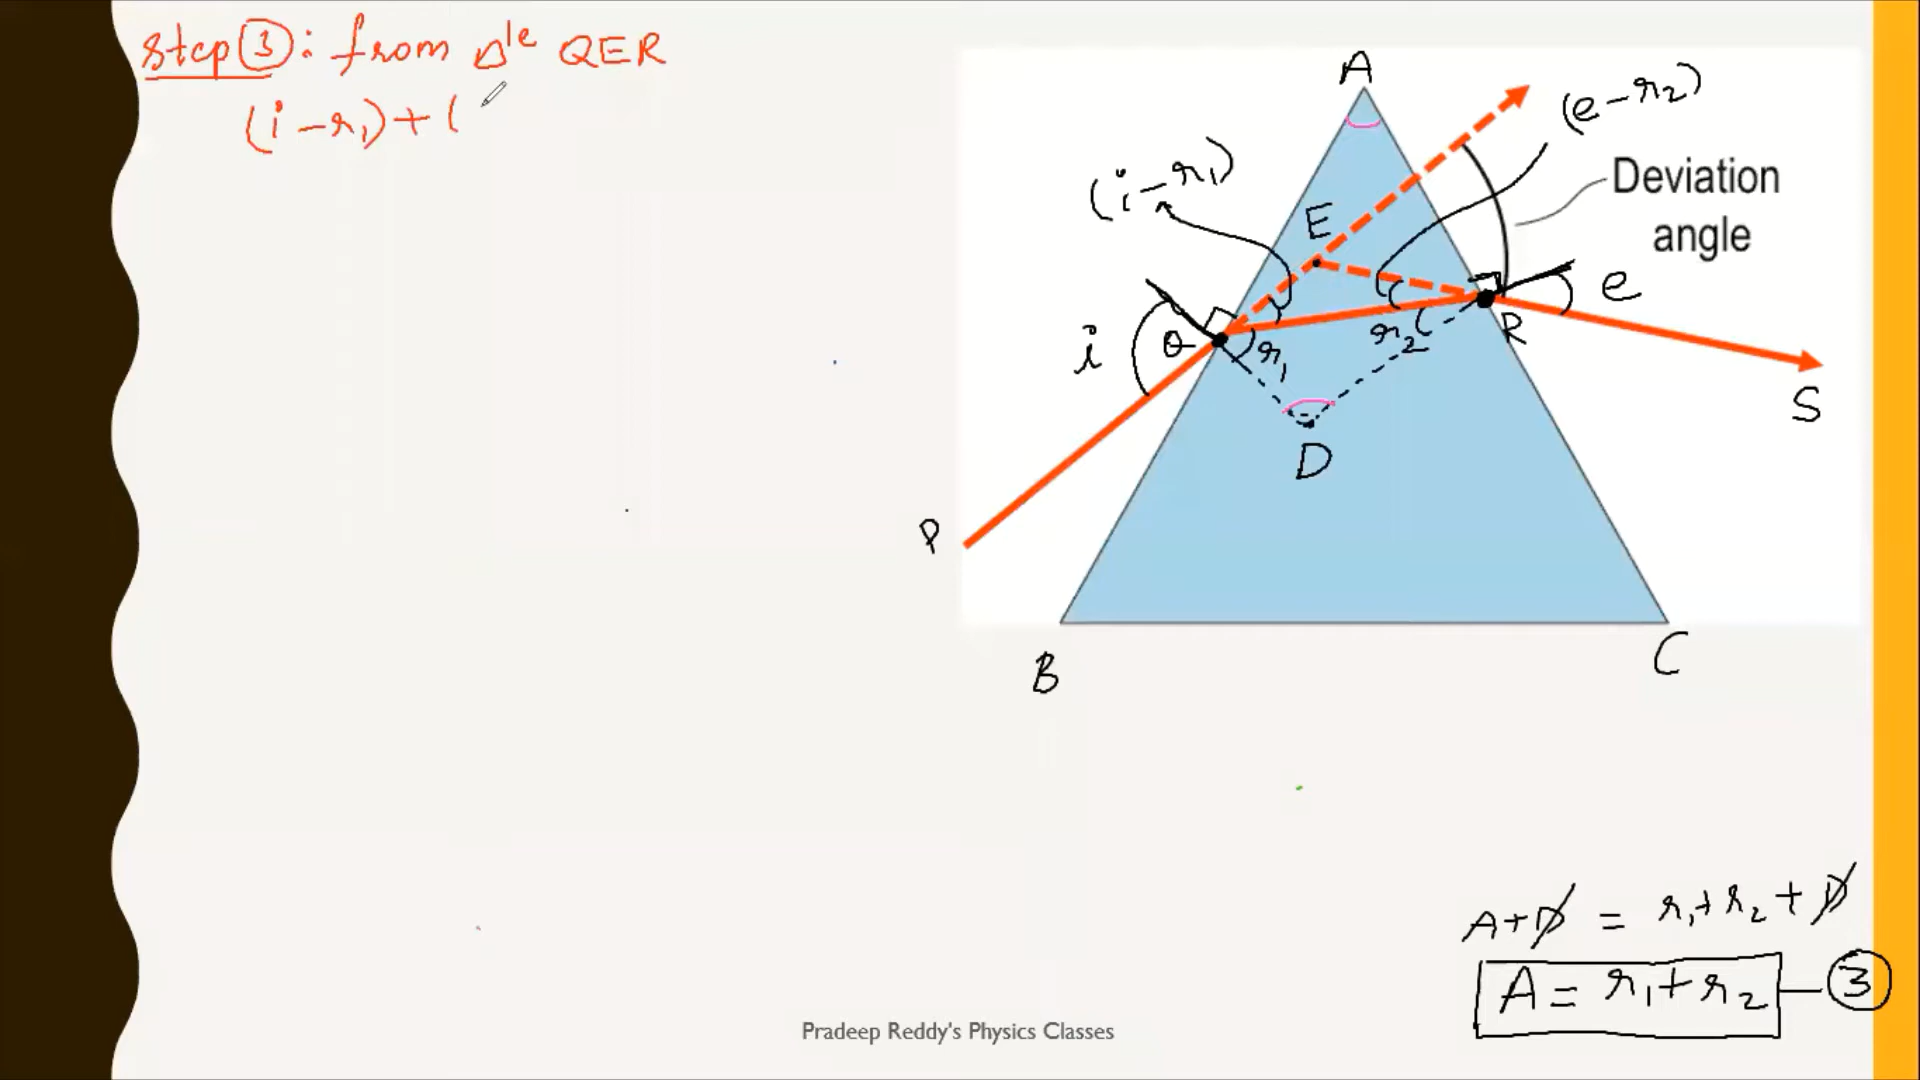 step ③: from Δle QER
(i-r₁)+(
A
(e-r₂)
(i-r₁)
Deviation
angle
E
e
i
Q
r₁
r₂
R
S
D
P
B
C
A+D = r₁+r₂+D
A = r₁+r₂ — ③
Pradeep Reddy's Physics Classes